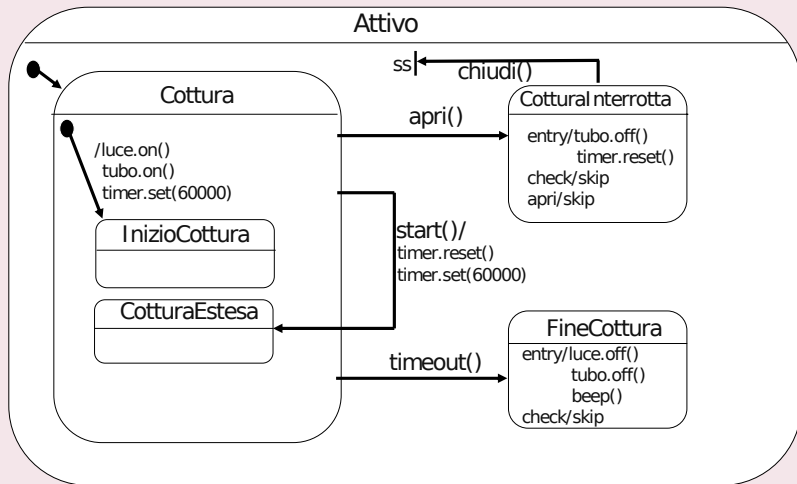 Attivo
ss
chiudi()
Cottura
CotturaInterrotta
apri()
entry/tubo.off()
timer.reset()
check/skip
apri/skip
/luce.on()
tubo.on()
timer.set(60000)
InizioCottura
start()/
timer.reset()
timer.set(60000)
CotturaEstesa
FineCottura
timeout()
entry/luce.off()
tubo.off()
beep()
check/skip